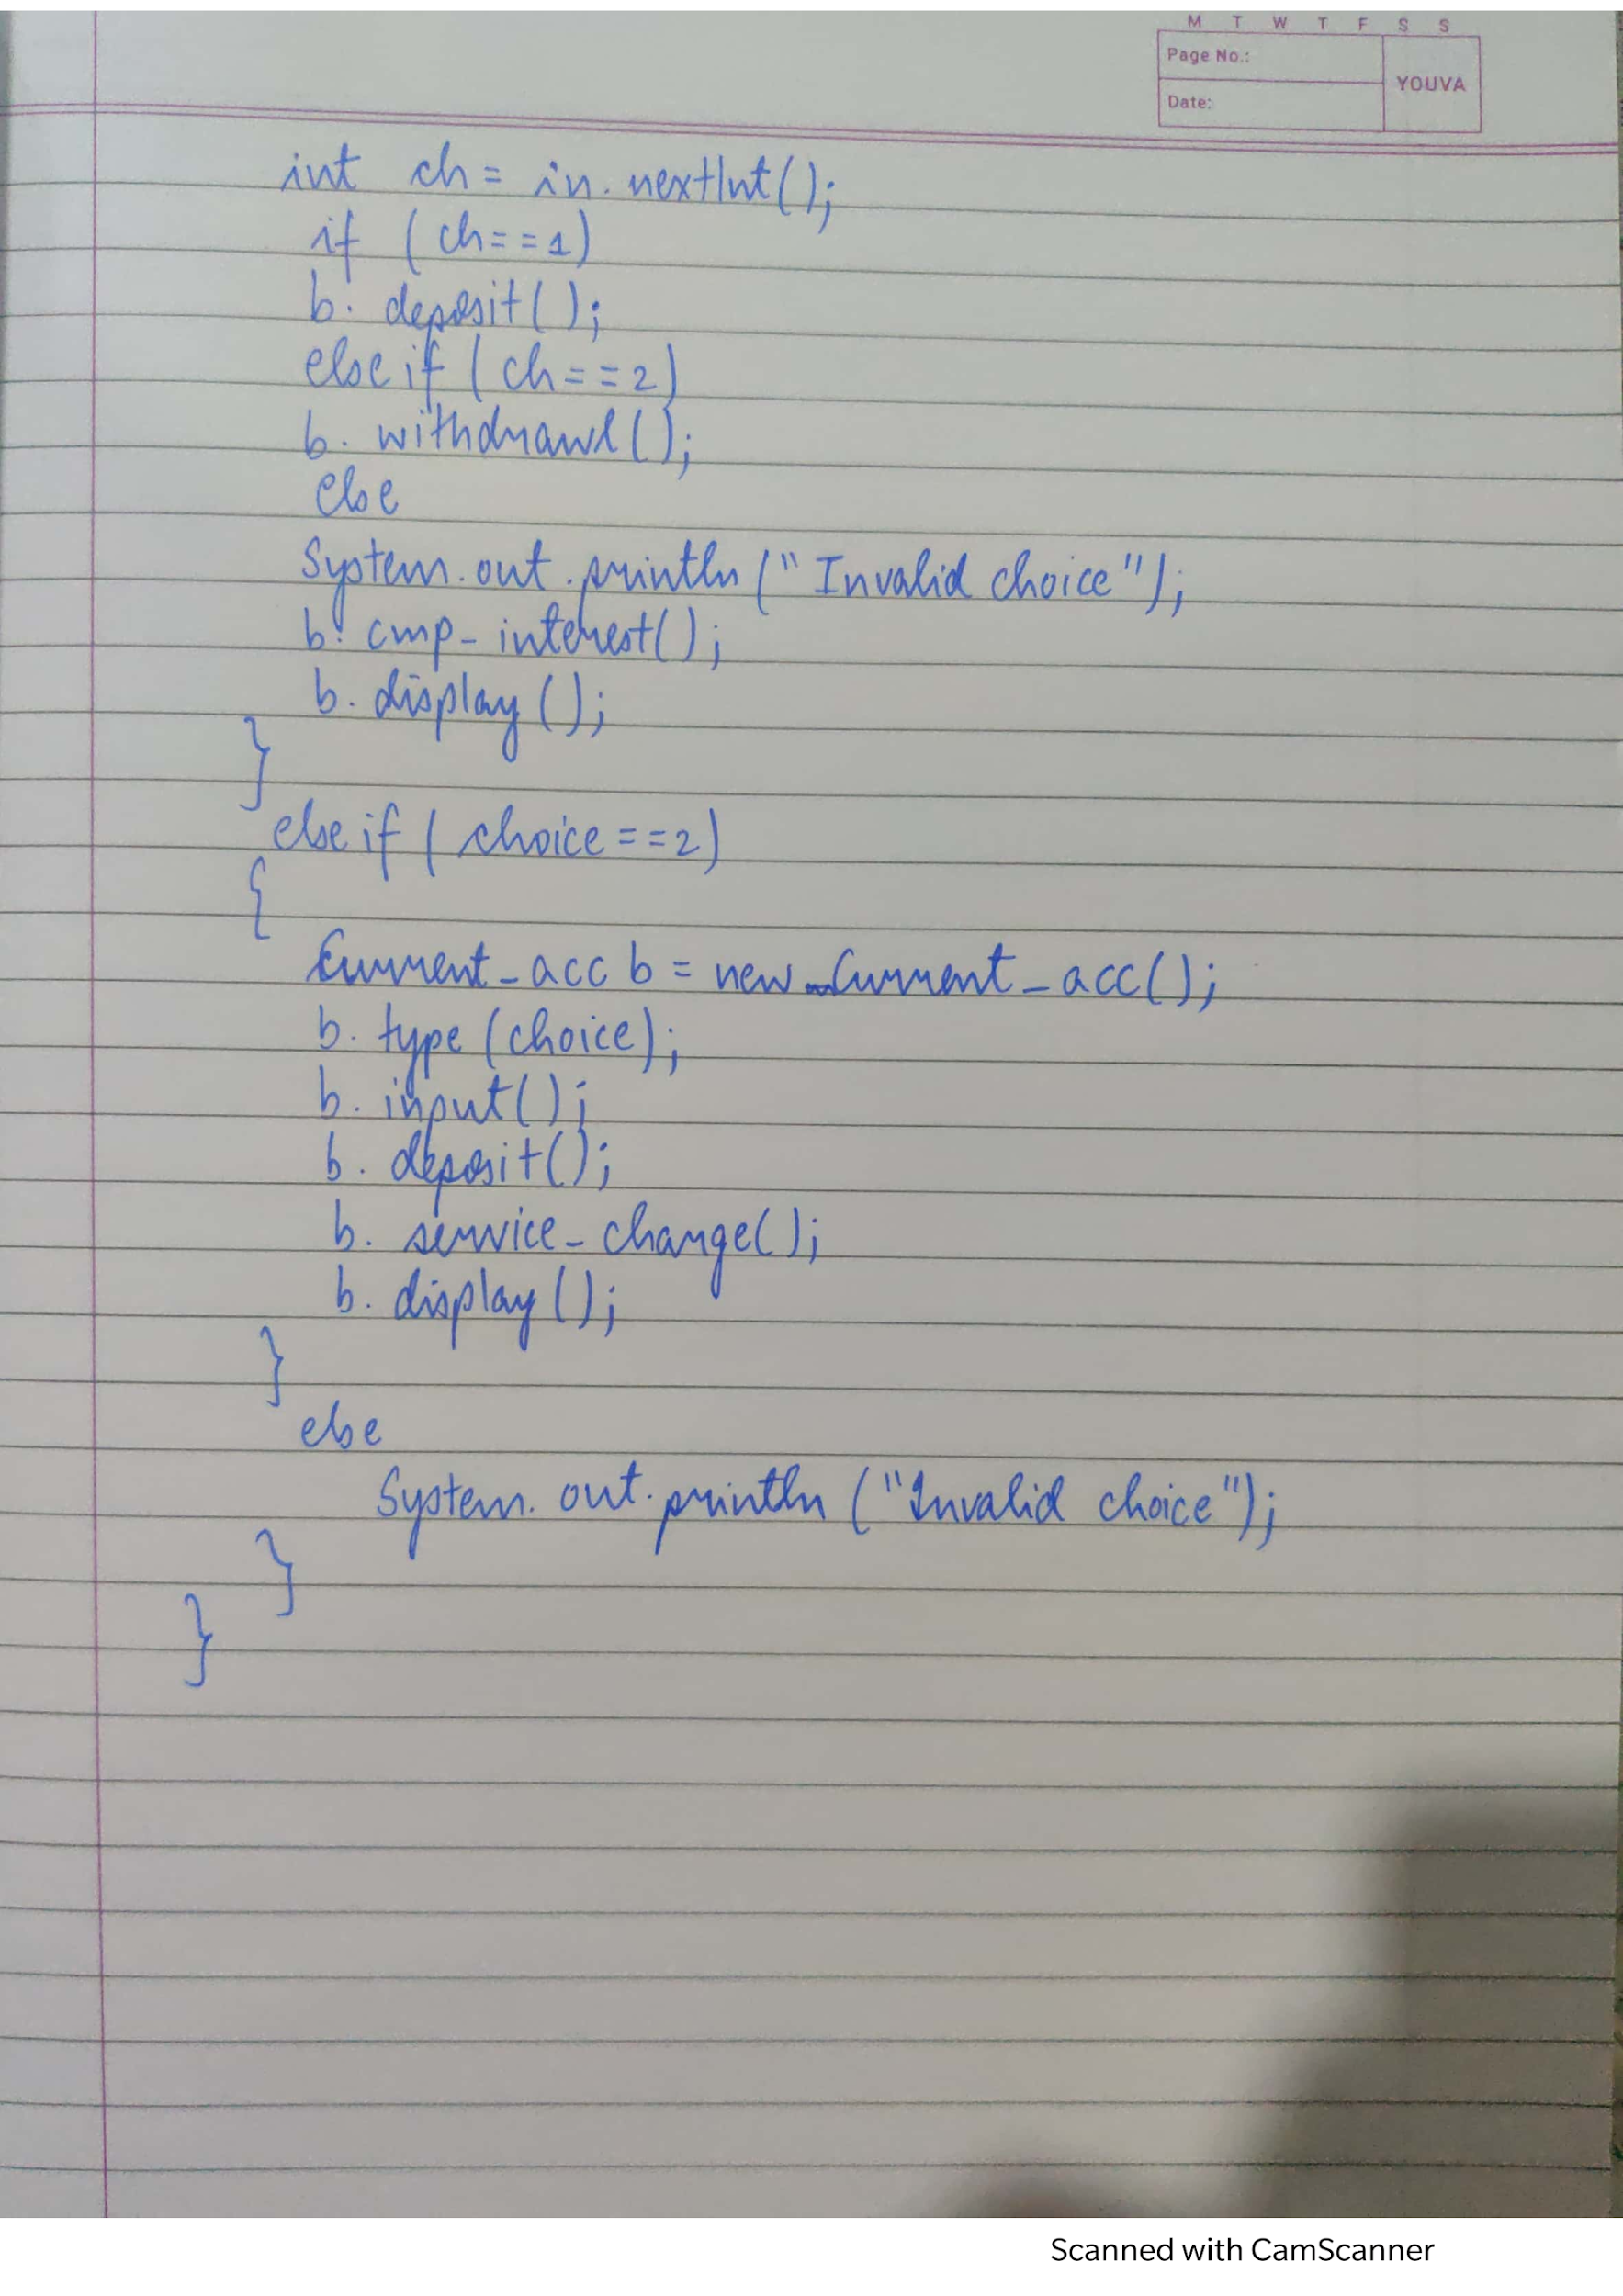 M T W T F S S
Page No.:
YOUVA
Date:
int ch = in.nextInt();
if (ch==1)
b. deposit();
else if (ch==2)
b. withdrawl();
else
System.out.println("Invalid choice");
b. cmp_interest();
b. display();
}
else if (choice==2)
{
Current_acc b = new Current_acc();
b. type (choice);
b. input();
b. deposit();
b. service_charge();
b. display();
}
else
System.out.println ("Invalid choice");
}
}
Scanned with CamScanner